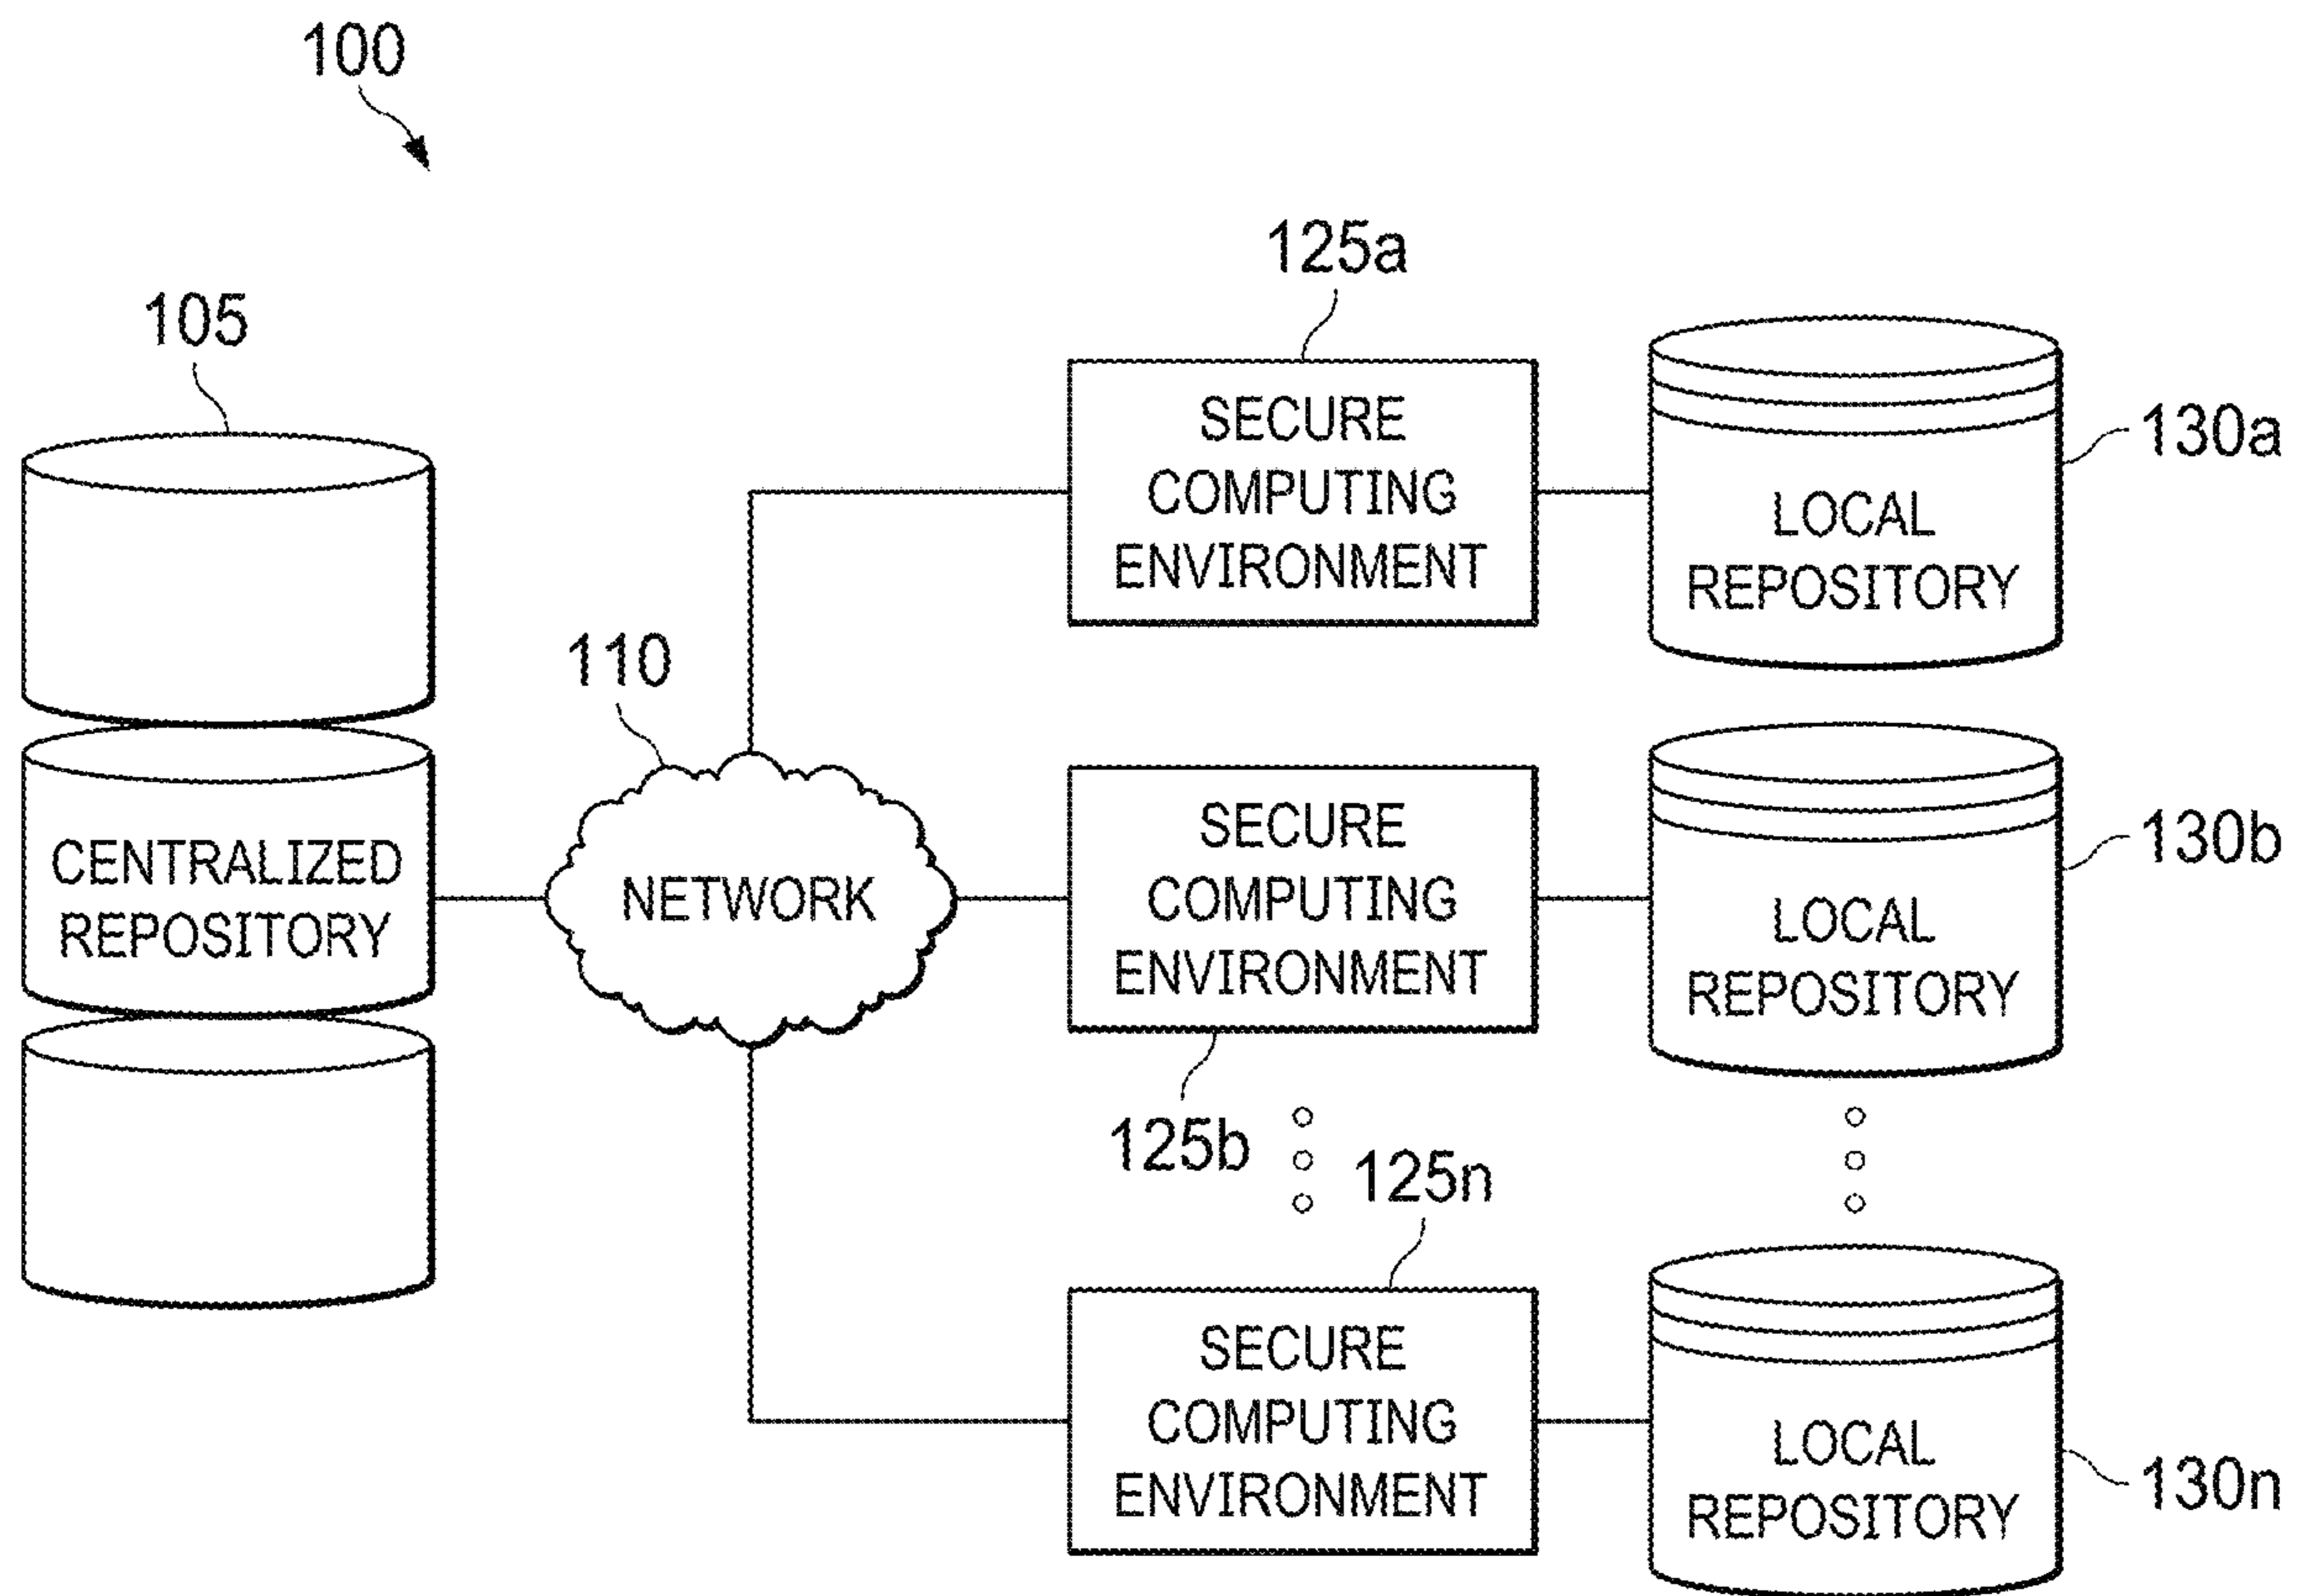 100
105
CENTRALIZED
REPOSITORY
110
NETWORK
125a
SECURE
COMPUTING
ENVIRONMENT
LOCAL
REPOSITORY
130a
SECURE
COMPUTING
ENVIRONMENT
125b
LOCAL
REPOSITORY
130b
125n
SECURE
COMPUTING
ENVIRONMENT
LOCAL
REPOSITORY
130n